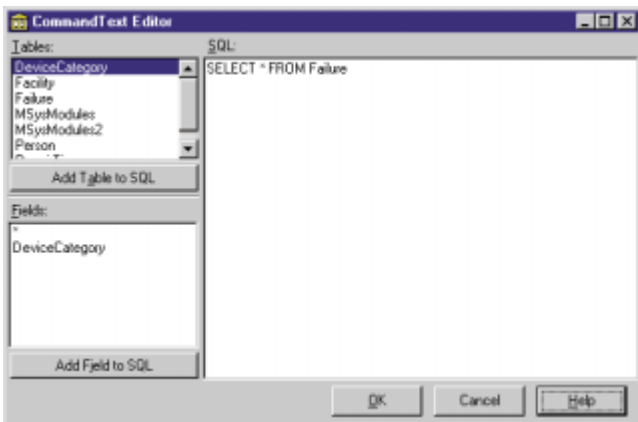 CommandText Editor
Tables:
DeviceCategory
Facility
Failure
MSysModules
MSysModules2
Person
Add Table to SQL
Fields:
*
DeviceCategory
Add Field to SQL
SQL:
SELECT * FROM Failure
OK
Cancel
Help